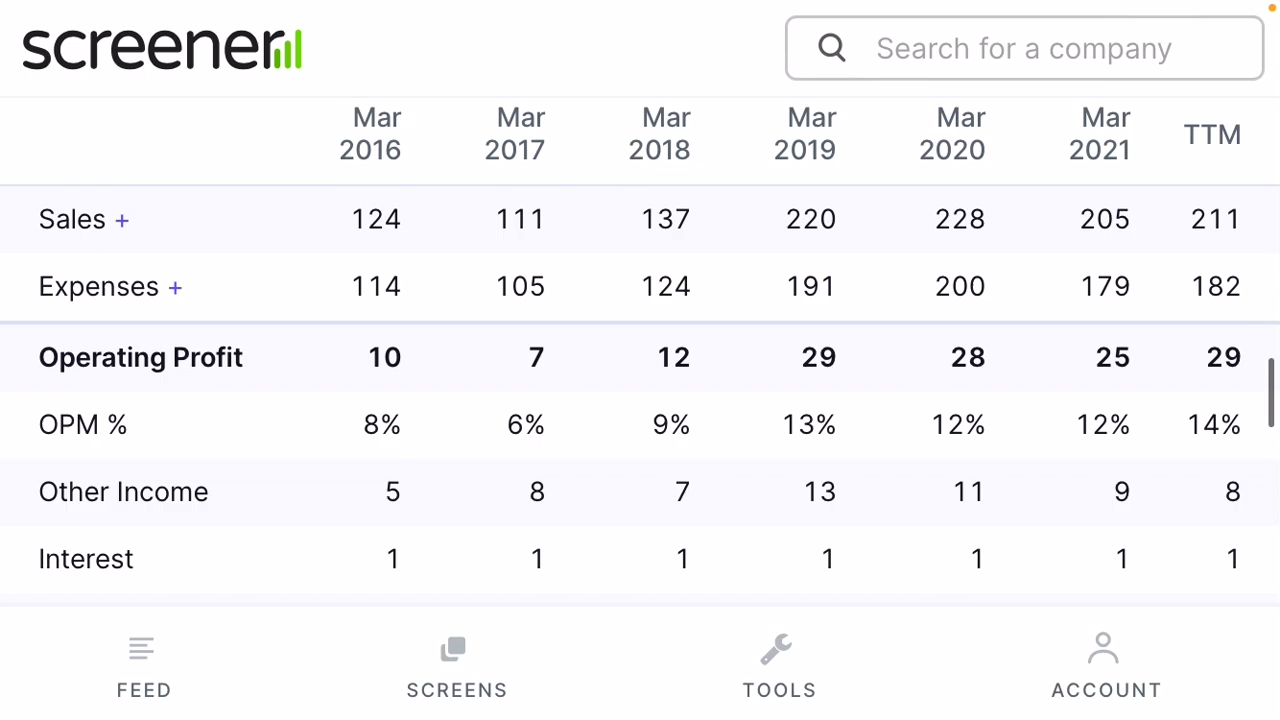 screener
Search for a company
Mar 2016 Mar 2017 Mar 2018 Mar 2019 Mar 2020 Mar 2021 TTM
Sales + 124 111 137 220 228 205 211
Expenses + 114 105 124 191 200 179 182
Operating Profit 10 7 12 29 28 25 29
OPM % 8% 6% 9% 13% 12% 12% 14%
Other Income 5 8 7 13 11 9 8
Interest 1 1 1 1 1 1 1
FEED SCREENS TOOLS ACCOUNT